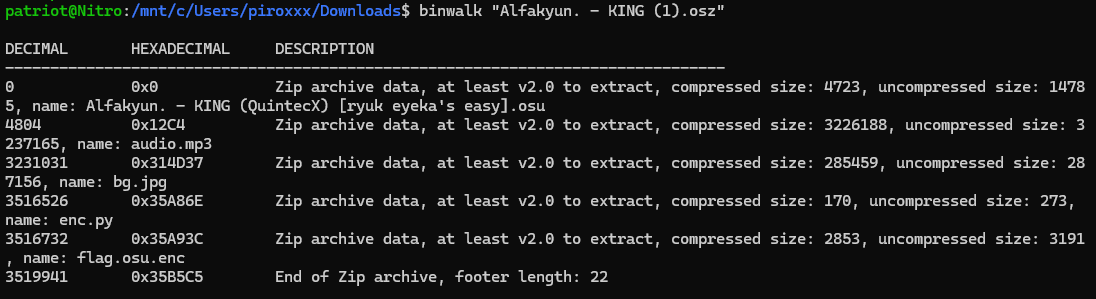 patriot@Nitro:/mnt/c/Users/piroxxx/Downloads$ binwalk "Alfakyun. - KING (1).osz"
DECIMAL       HEXADECIMAL     DESCRIPTION
--------------------------------------------------------------------------------
0             0x0             Zip archive data, at least v2.0 to extract, compressed size: 4723, uncompressed size: 1478
5, name: Alfakyun. - KING (QuintecX) [ryuk eyeka's easy].osu
4804          0x12C4          Zip archive data, at least v2.0 to extract, compressed size: 3226188, uncompressed size: 3
237165, name: audio.mp3
3231031       0x314D37        Zip archive data, at least v2.0 to extract, compressed size: 285459, uncompressed size: 28
7156, name: bg.jpg
3516526       0x35A86E        Zip archive data, at least v2.0 to extract, compressed size: 170, uncompressed size: 273,
name: enc.py
3516732       0x35A93C        Zip archive data, at least v2.0 to extract, compressed size: 2853, uncompressed size: 3191
, name: flag.osu.enc
3519941       0x35B5C5        End of Zip archive, footer length: 22